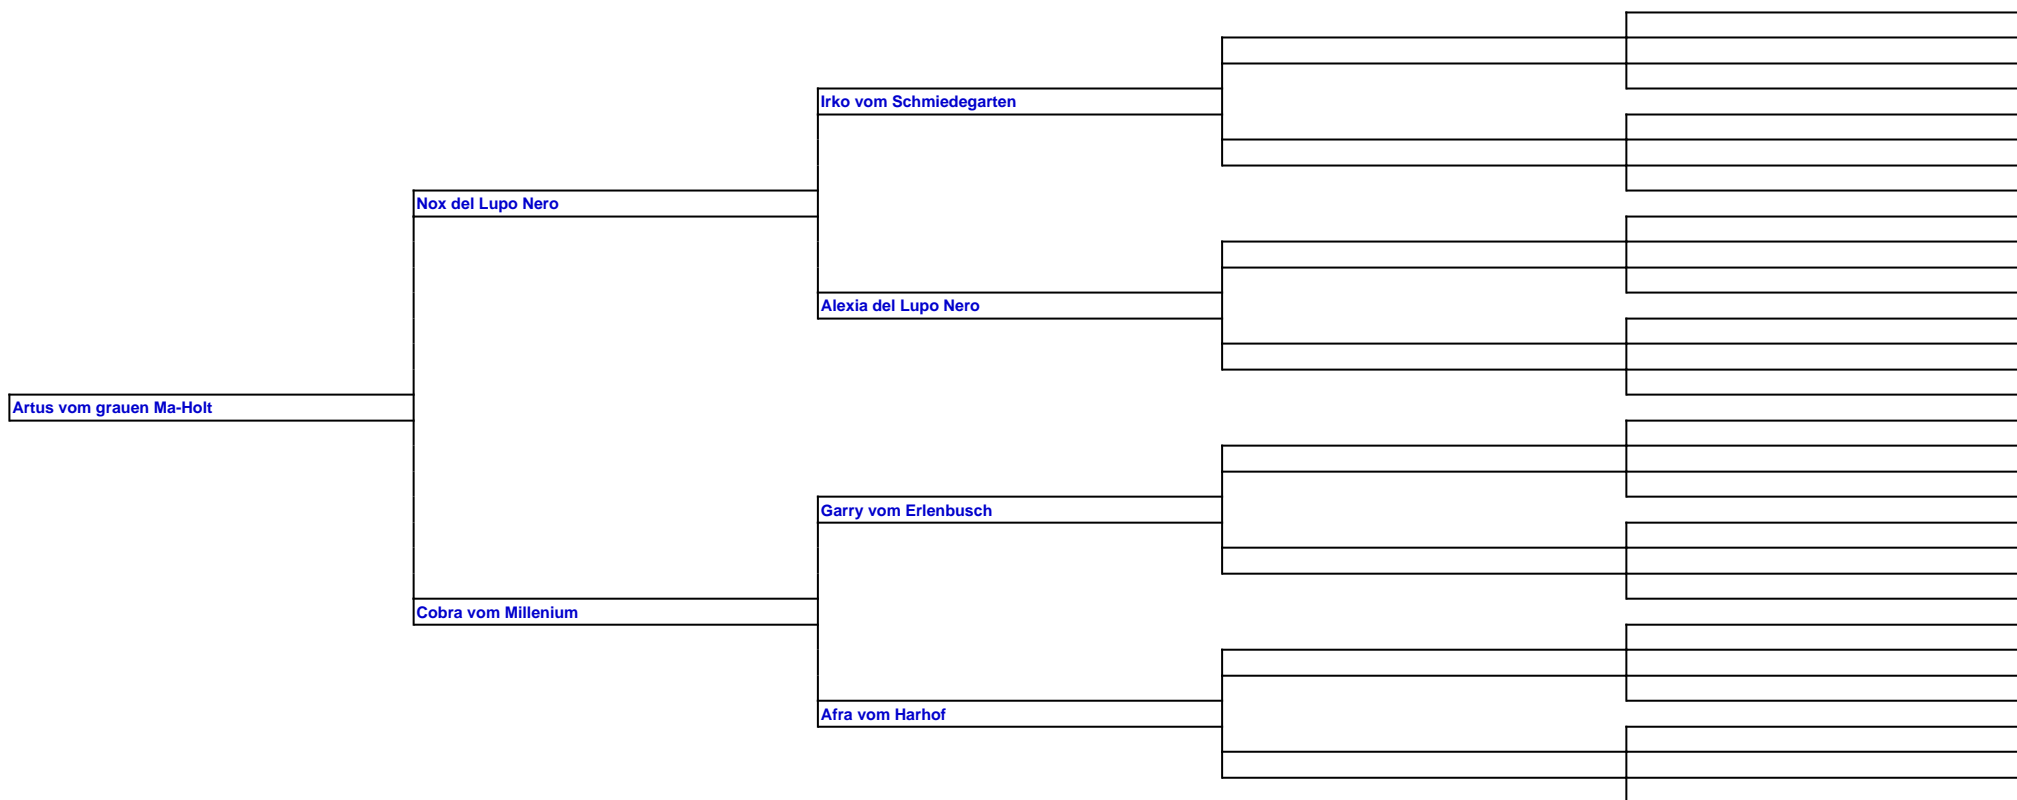 Irko vom Schmiedegarten
Nox del Lupo Nero
Alexia del Lupo Nero
Artus vom grauen Ma-Holt
Garry vom Erlenbusch
Cobra vom Millenium
Afra vom Harhof